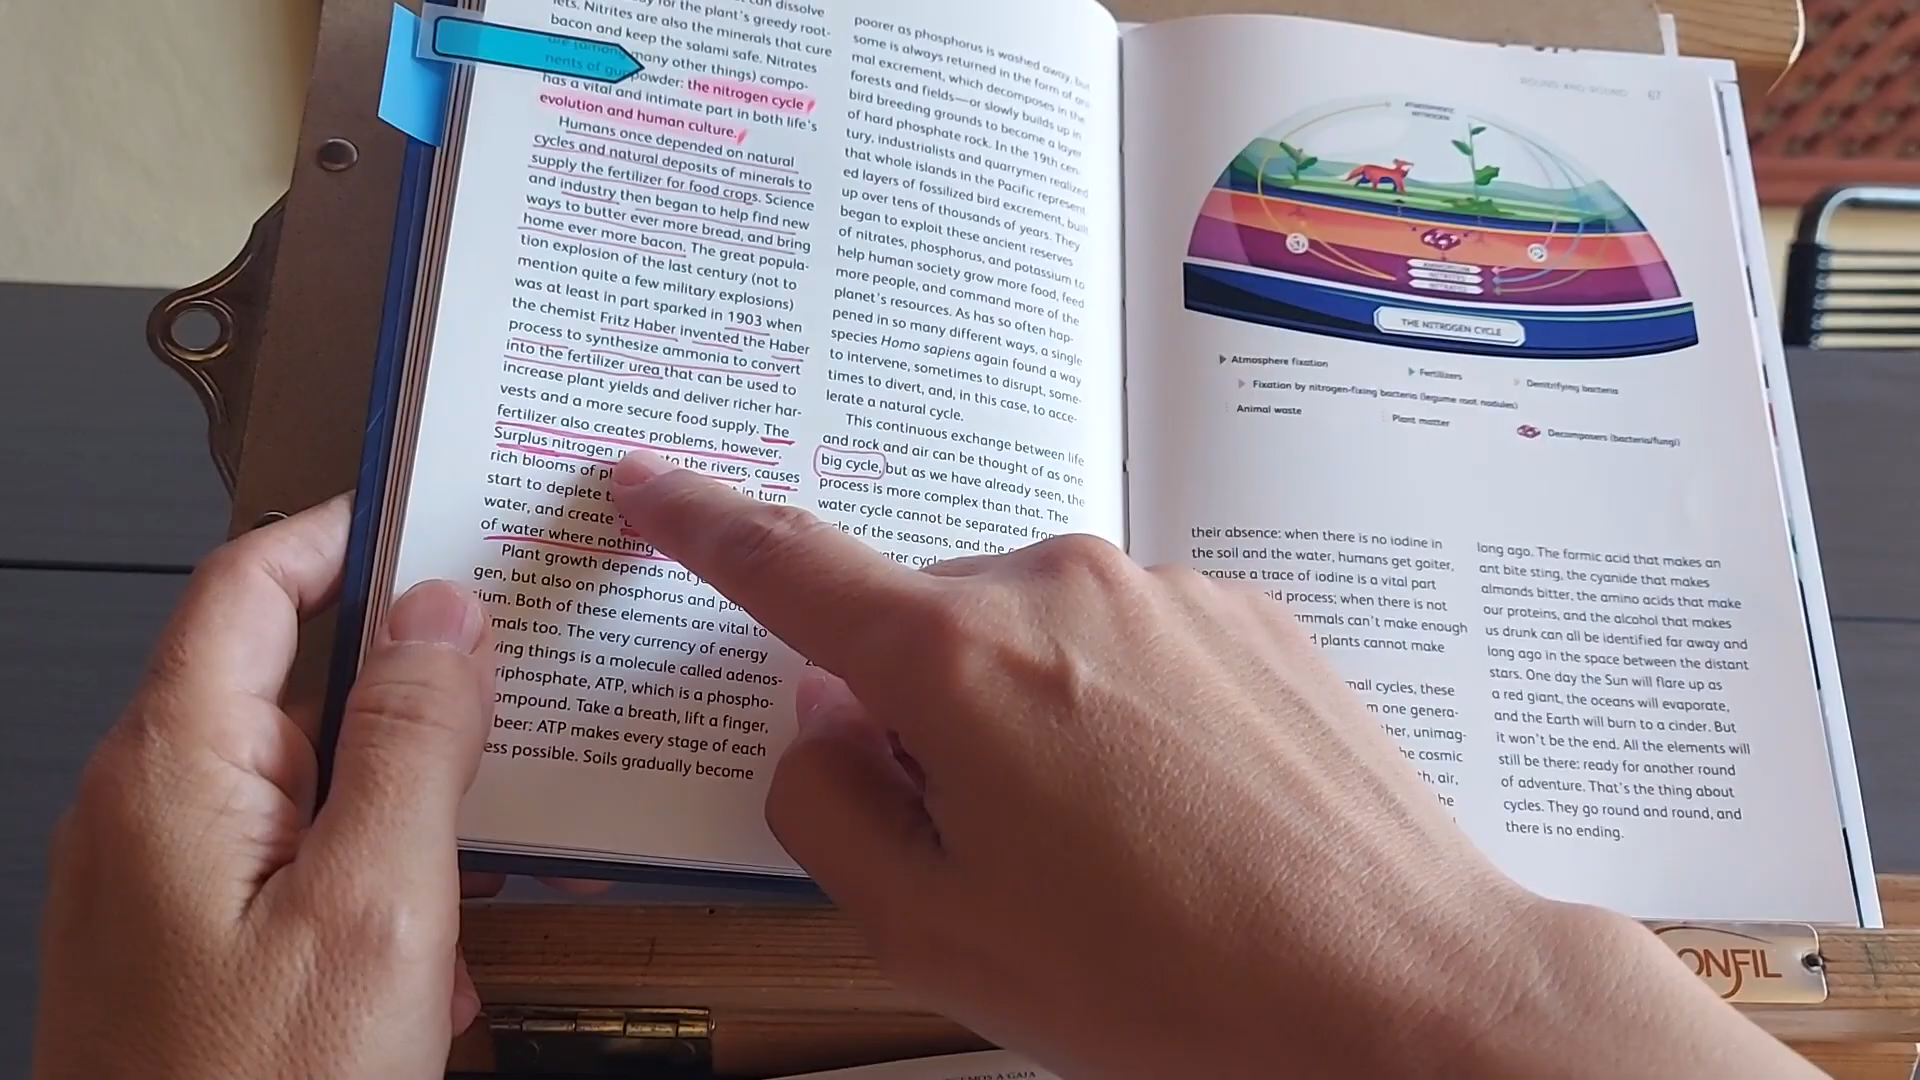 can dissolve
for the plant's greedy root-
lets. Nitrites are also the minerals that cure
bacon and keep the salami safe. Nitrates
are (among many other things) compo-
nents of gunpowder: the nitrogen cycle
has a vital and intimate part in both life's
evolution and human culture.
Humans once depended on natural
cycles and natural deposits of minerals to
supply the fertilizer for food crops. Science
and industry then began to help find new
ways to butter ever more bread, and bring
home ever more bacon. The great popula-
tion explosion of the last century (not to
mention quite a few military explosions)
was at least in part sparked in 1903 when
the chemist Fritz Haber invented the Haber
process to synthesize ammonia to convert
into the fertilizer urea that can be used to
increase plant yields and deliver richer har-
vests and a more secure food supply. The
fertilizer also creates problems, however.
Surplus nitrogen to the rivers, causes
rich blooms of in turn
start to deplete
water, and create
of water where nothing
Plant growth depends not
gen, but also on phosphorus and
ium. Both of these elements are vital to
mals too. The very currency of energy
ving things is a molecule called adenos-
riphosphate, ATP, which is a phospho-
ompound. Take a breath, lift a finger,
beer: ATP makes every stage of each
ess possible. Soils gradually become
poorer as phosphorus is washed away, but
some is always returned in the form of
mal excrement, which decomposes in the
forests and fields—or slowly builds up in
bird breeding grounds to become a layer
of hard phosphate rock. In the 19th cen-
tury, industrialists and quarrymen realized
that whole islands in the Pacific represent
ed layers of fossilized bird excrement, built
up over tens of thousands of years. They
began to exploit these ancient reserves
of nitrates, phosphorus, and potassium to
help human society grow more food, feed
more people, and command more of the
planet's resources. As has so often hap-
pened in so many different ways, a single
species Homo sapiens again found a way
to intervene, sometimes to disrupt, some-
times to divert, and, in this case, to acce-
lerate a natural cycle.
This continuous exchange between life
and rock and air can be thought of as one
big cycle, but as we have already seen, the
process is more complex than that. The
water cycle cannot be separated from
cle of the seasons, and the
ater cycl
ROUND AND ROUND 67
ATMOSPHERIC
NITROGEN
AMMONIUM
NITRITES
NITRATES
THE NITROGEN CYCLE
Atmosphere fixation
Fertilizers
Denitrifying bacteria
Fixation by nitrogen-fixing bacteria (legume root nodules)
Animal waste
Plant matter
Decomposers (bacteria/fungi)
their absence: when there is no iodine in
the soil and the water, humans get goiter,
because a trace of iodine is a vital part
ld process; when there is not
ammals can't make enough
d plants cannot make
mall cycles, these
m one genera-
her, unimag-
he cosmic
h, air,
he
long ago. The formic acid that makes an
ant bite sting, the cyanide that makes
almonds bitter, the amino acids that make
our proteins, and the alcohol that makes
us drunk can all be identified far away and
long ago in the space between the distant
stars. One day the Sun will flare up as
a red giant, the oceans will evaporate,
and the Earth will burn to a cinder. But
it won't be the end. All the elements will
still be there: ready for another round
of adventure. That's the thing about
cycles. They go round and round, and
there is no ending.
ONFIL
A GAIA